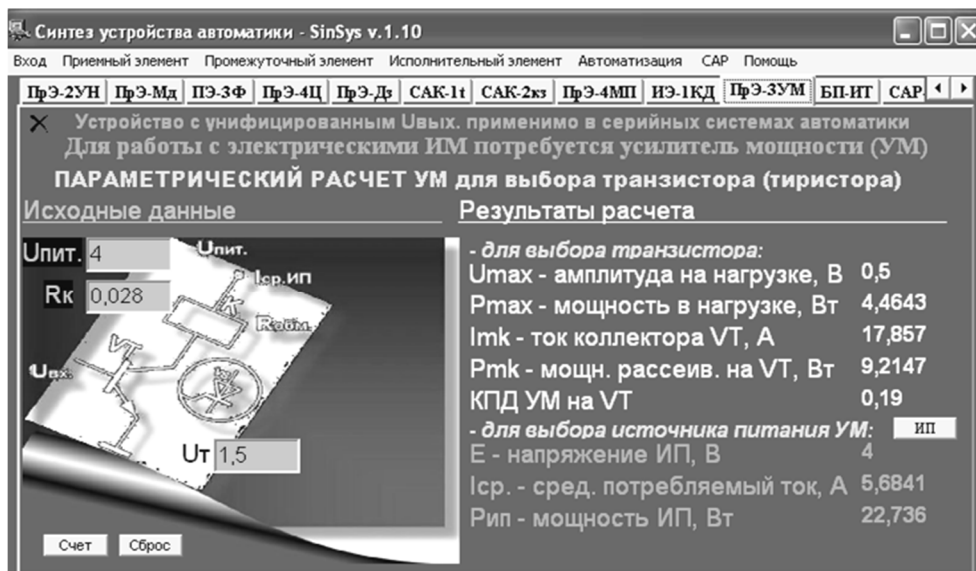 Синтез устройства автоматики - SinSys v.1.10
Вход Приемный элемент Промежуточный элемент Исполнительный элемент Автоматизация САР Помощь
ПрЭ-2УН ПрЭ-Мд ПЭ-3Ф ПрЭ-4Ц ПрЭ-Дз САК-1t САК-2кз ПрЭ-4МП ИЭ-1КД ПрЭ-3УМ БП-ИТ САР
Устройство с унифицированным Uвых. применимо в серийных системах автоматики
Для работы с электрическими ИМ потребуется усилитель мощности (УМ)
ПАРАМЕТРИЧЕСКИЙ РАСЧЕТ УМ для выбора транзистора (тиристора)
Исходные данные
Uпит. 4
Rк 0,028
Uпит.
Iср.ИП
К
Rобм.
VT
Uвх.
Uт 1,5
Счет Сброс
Результаты расчета
- для выбора транзистора:
Umax - амплитуда на нагрузке, В 0,5
Pmax - мощность в нагрузке, Вт 4,4643
Imk - ток коллектора VT, А 17,857
Pmk - мощн. рассеив. на VT, Вт 9,2147
КПД УМ на VT 0,19
- для выбора источника питания УМ: ИП
E - напряжение ИП, В 4
Iср. - сред. потребляемый ток, А 5,6841
Рип - мощность ИП, Вт 22,736